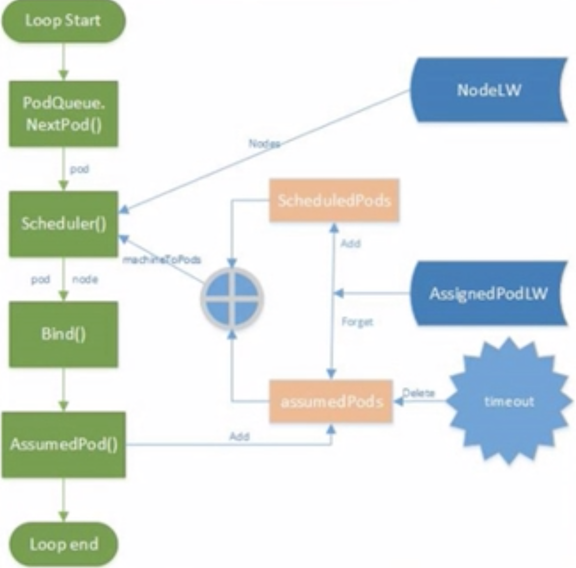 Loop Start
PodQueue.
NextPod()
NodeLW
Nodes
pod
ScheduledPods
Scheduler()
Add
machineToPods
pod node
AssignedPodLW
Forget
Bind()
Delete
assumedPods
timeout
AssumedPod()
Add
Loop end